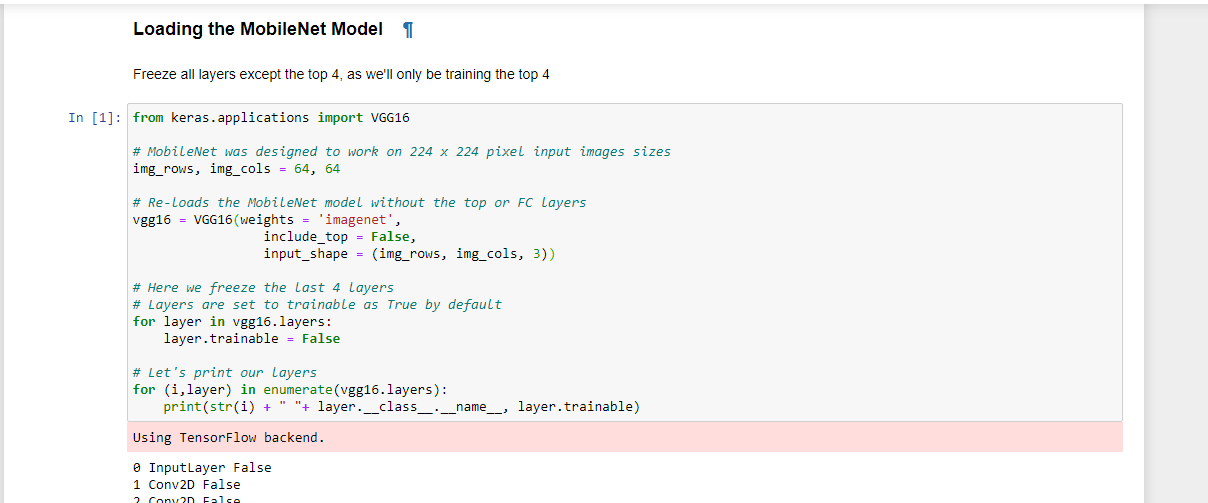 Loading the MobileNet Model ¶
Freeze all layers except the top 4, as we'll only be training the top 4
In [1]: from keras.applications import VGG16
# MobileNet was designed to work on 224 x 224 pixel input images sizes
img_rows, img_cols = 64, 64
# Re-loads the MobileNet model without the top or FC layers
vgg16 = VGG16(weights = 'imagenet',
include_top = False,
input_shape = (img_rows, img_cols, 3))
# Here we freeze the last 4 layers
# Layers are set to trainable as True by default
for layer in vgg16.layers:
layer.trainable = False
# Let's print our layers
for (i,layer) in enumerate(vgg16.layers):
print(str(i) + " "+ layer.__class__.__name__, layer.trainable)
Using TensorFlow backend.
0 InputLayer False
1 Conv2D False
2 Conv2D False